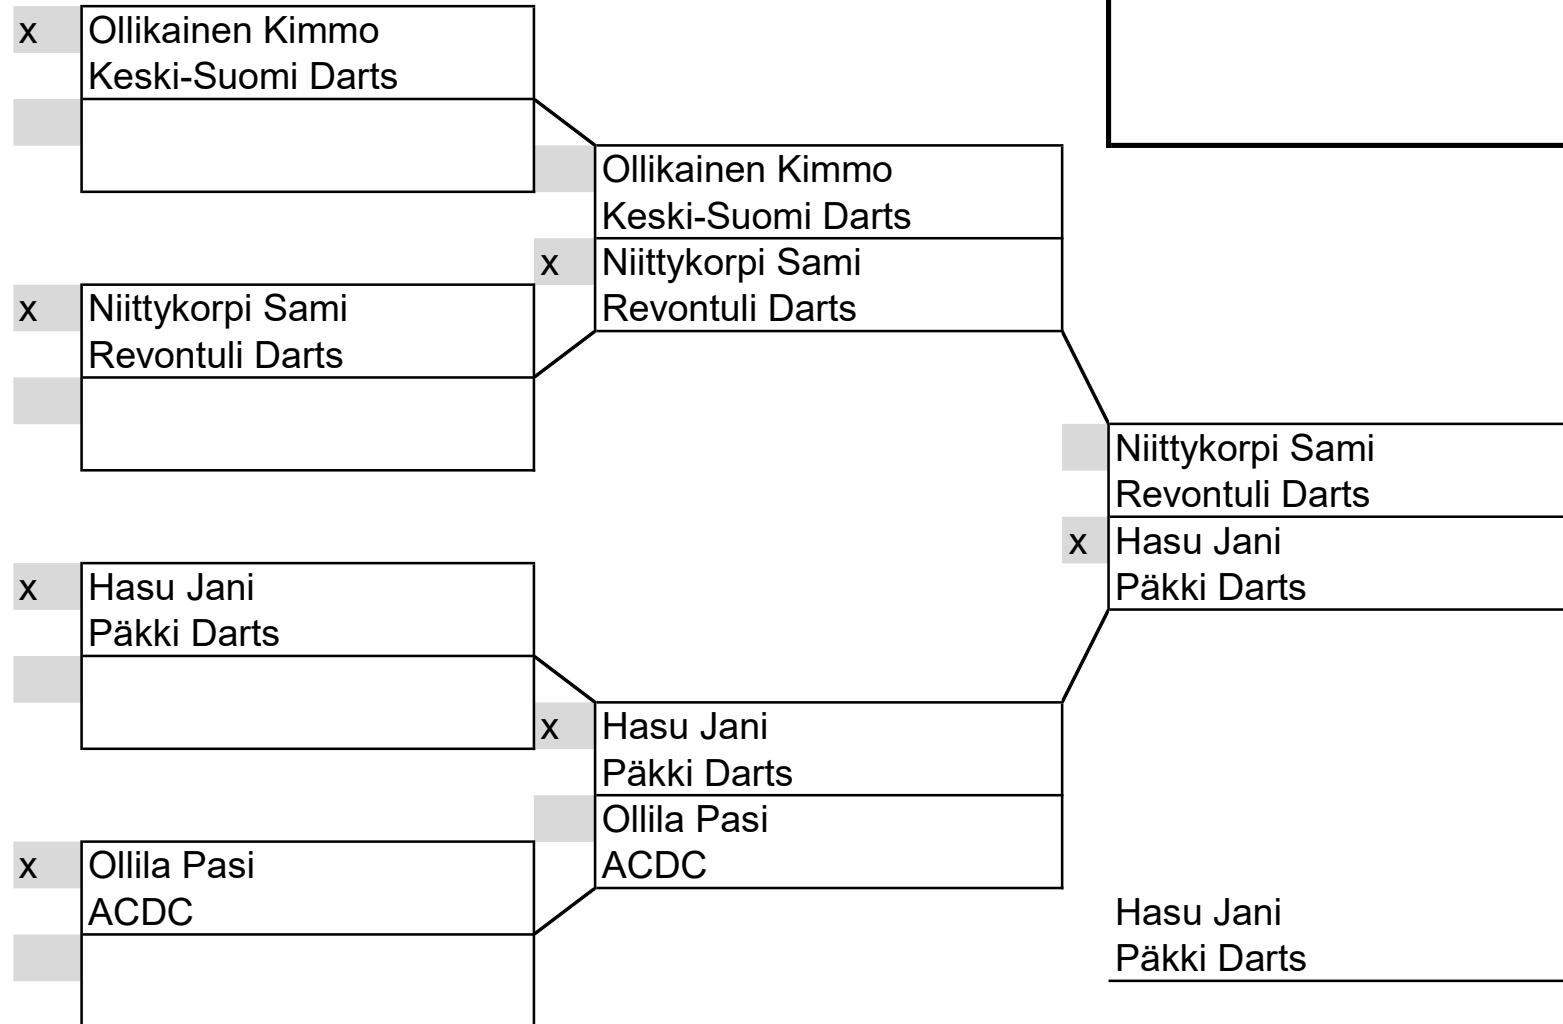 x
Ollikainen Kimmo
Keski-Suomi Darts
Ollikainen Kimmo
Keski-Suomi Darts
x
Niittykorpi Sami
Revontuli Darts
x
Niittykorpi Sami
Revontuli Darts
Niittykorpi Sami
Revontuli Darts
x
Hasu Jani
Päkki Darts
x
Hasu Jani
Päkki Darts
x
Hasu Jani
Päkki Darts
Ollila Pasi
ACDC
x
Ollila Pasi
ACDC
Hasu Jani
Päkki Darts